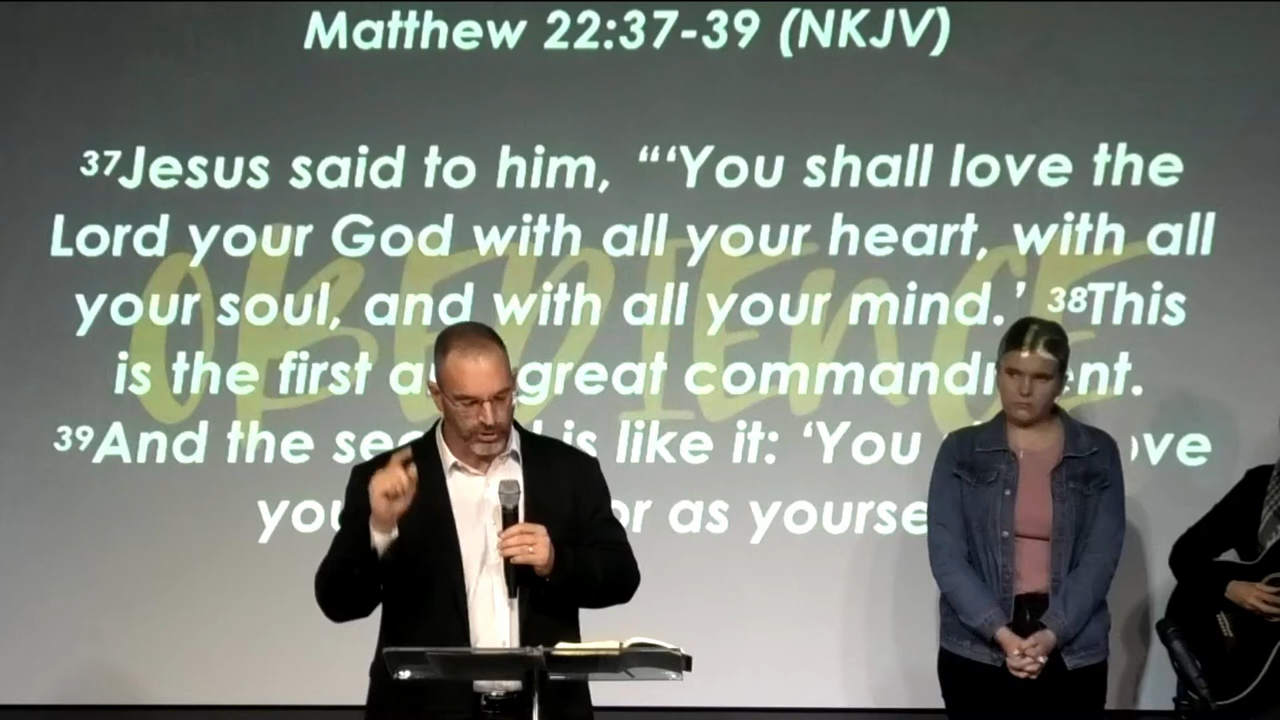 Matthew 22:37-39 (NKJV)
37Jesus said to him, “‘You shall love the
Lord your God with all your heart, with all
your soul, and with all your mind.’ 38This
is the first great commandment.
39And the is like it: ‘You
as
OBEDIENCE